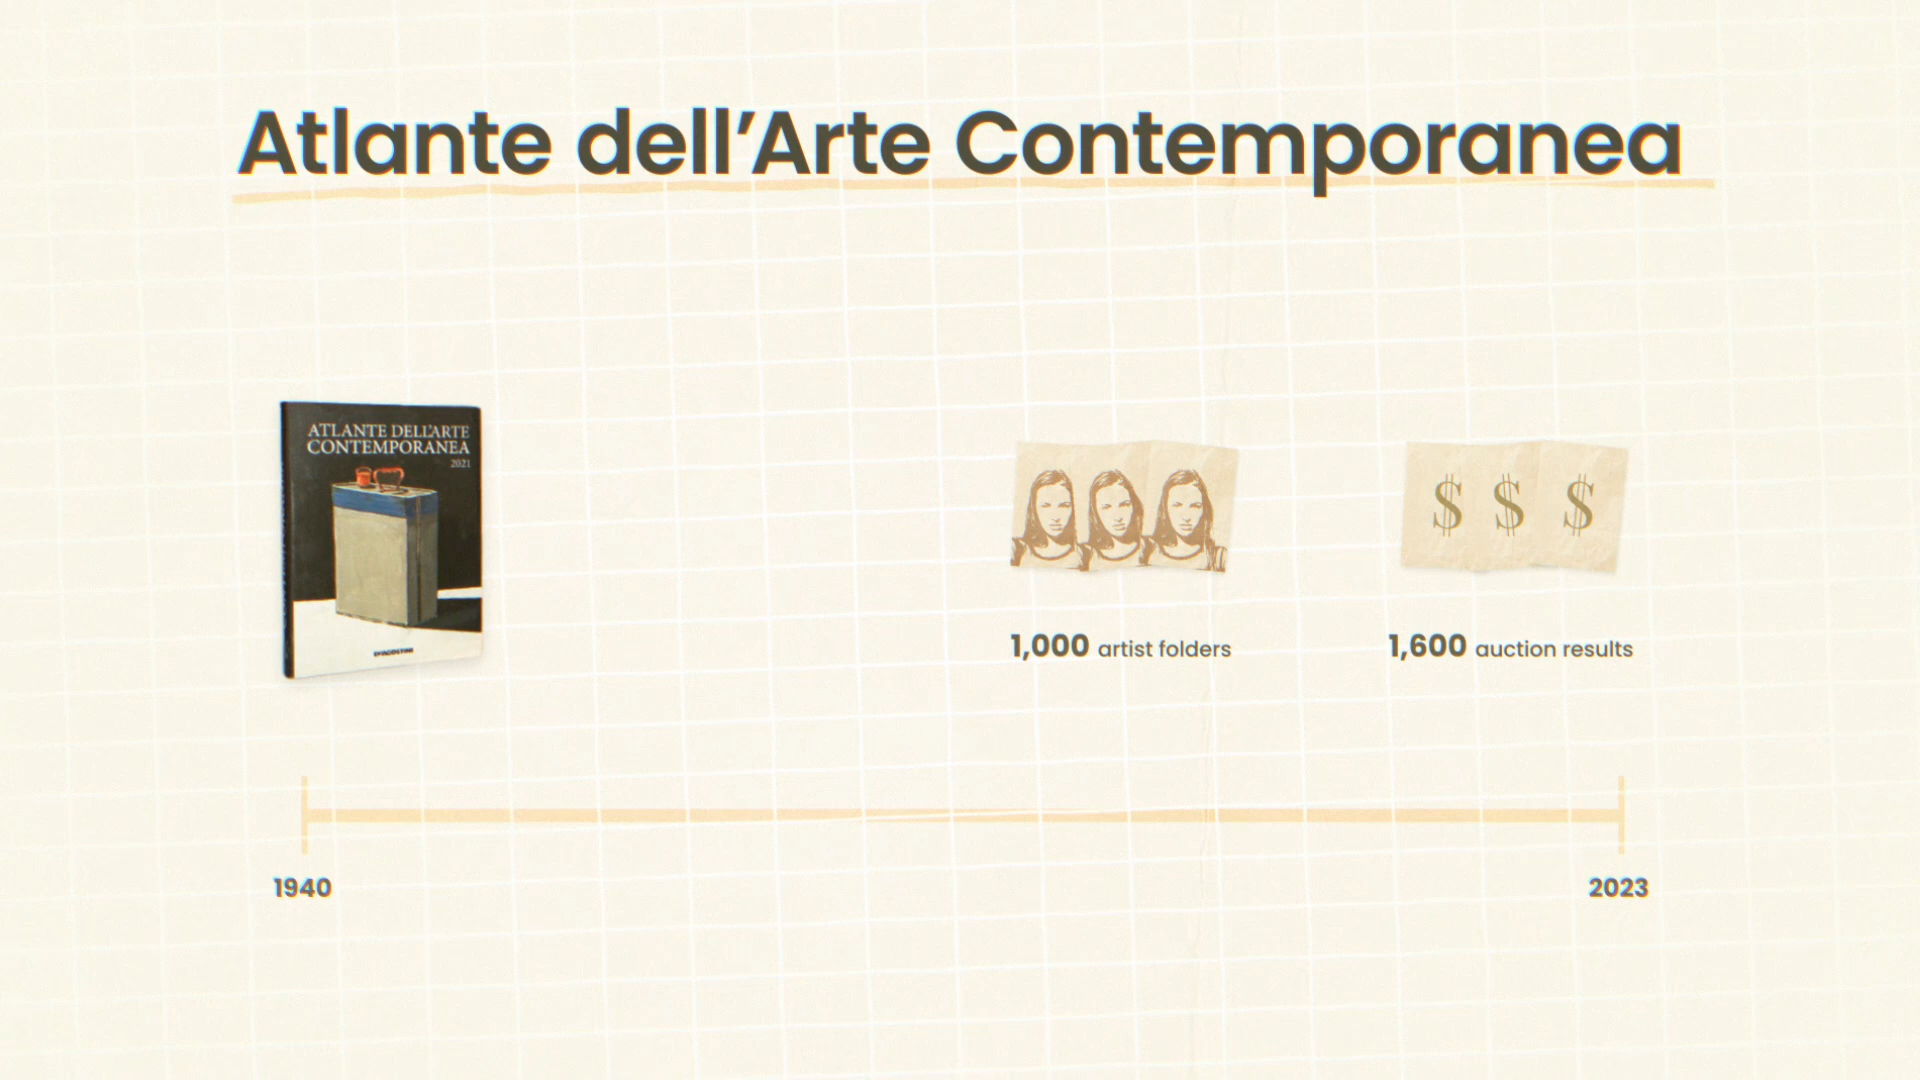 Atlante dell’Arte Contemporanea
ATLANTE DELL'ARTE
CONTEMPORANEA
2021
DeAGOSTINI
$ $ $
1,000 artist folders
1,600 auction results
1940
2023